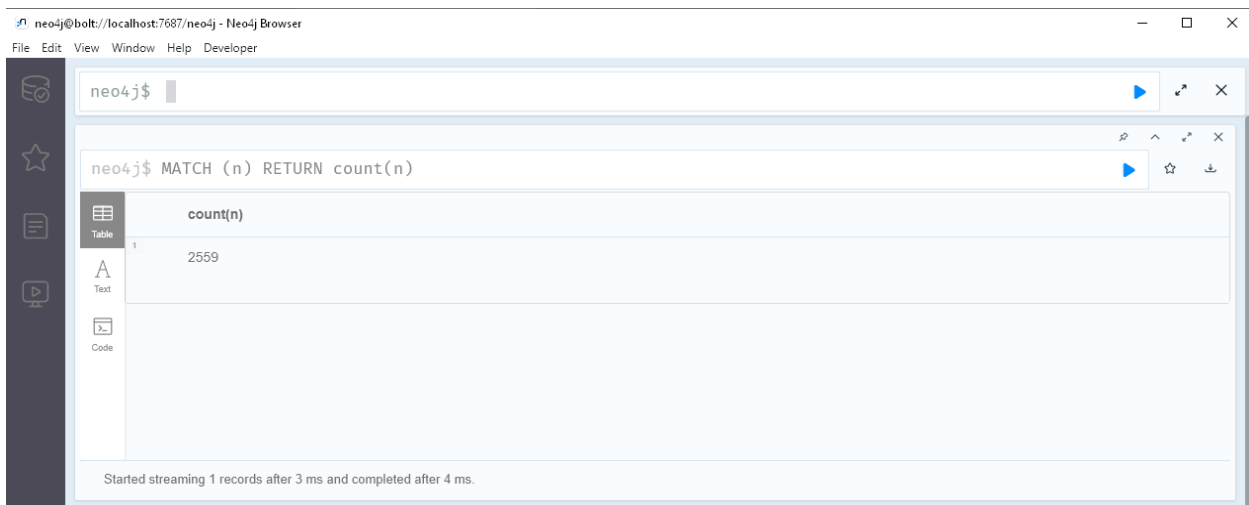 neo4j@bolt://localhost:7687/neo4j - Neo4j Browser
File Edit View Window Help Developer
neo4j$
neo4j$ MATCH (n) RETURN count(n)
Table
count(n)
1
2559
A
Text
Code
Started streaming 1 records after 3 ms and completed after 4 ms.